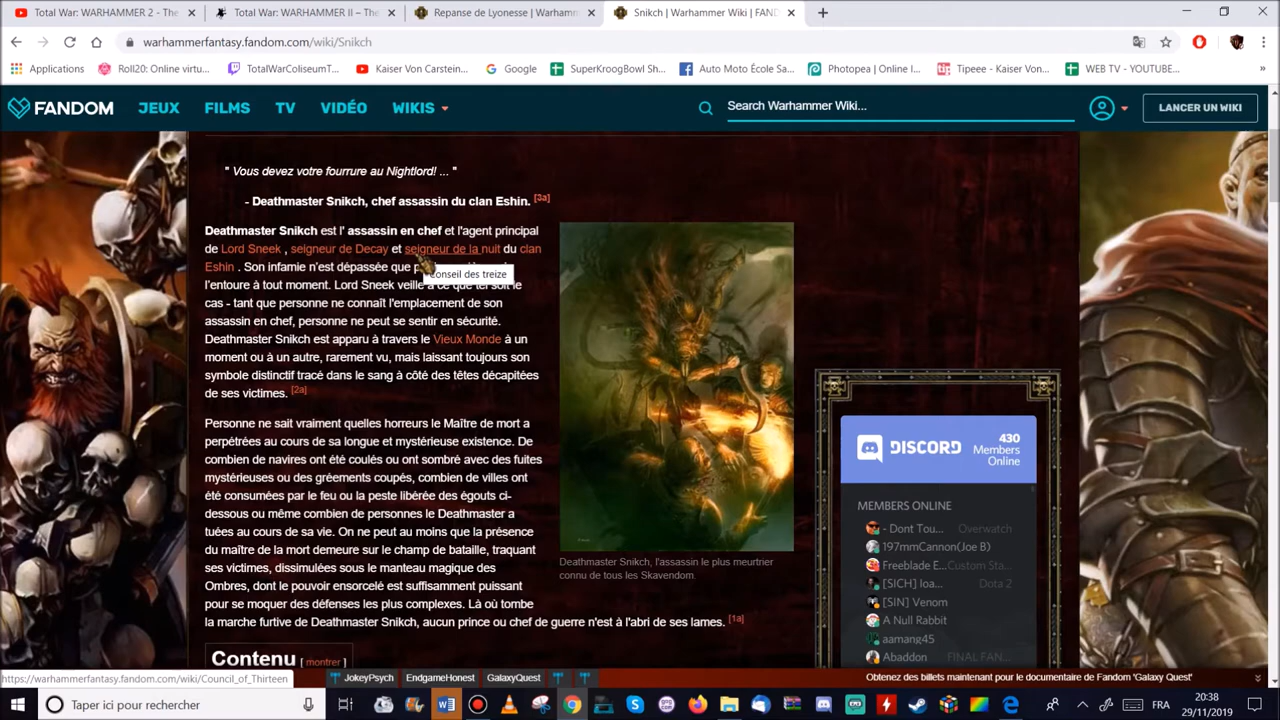 Total War: WARHAMMER 2 - The
Total War: WARHAMMER II – The
Repanse de Lyonesse | Warhamm
Snikch | Warhammer Wiki | FAND
warhammerfantasy.fandom.com/wiki/Snikch
Applications Roll20: Online virtu... TotalWarColiseumT... Kaiser Von Carstein... Google SuperKroogBowl Sh... Auto Moto École Sa... Photopea | Online I... Tipeee - Kaiser Von... WEB TV - YOUTUBE...
FANDOM JEUX FILMS TV VIDÉO WIKIS Search Warhammer Wiki... LANCER UN WIKI
" Vous devez votre fourrure au Nightlord! ... "
- Deathmaster Snikch, chef assassin du clan Eshin. [3a]
Deathmaster Snikch est l' assassin en chef et l'agent principal
de Lord Sneek , seigneur de Decay et seigneur de la nuit du clan
Eshin . Son infamie n'est dépassée que
Conseil des treize
l'entoure à tout moment. Lord Sneek veille à ce que tel soit le
cas - tant que personne ne connaît l'emplacement de son
assassin en chef, personne ne peut se sentir en sécurité.
Deathmaster Snikch est apparu à travers le Vieux Monde à un
moment ou à un autre, rarement vu, mais laissant toujours son
symbole distinctif tracé dans le sang à côté des têtes décapitées
de ses victimes. [2a]
Personne ne sait vraiment quelles horreurs le Maître de mort a
perpétrées au cours de sa longue et mystérieuse existence. De
combien de navires ont été coulés ou ont sombré avec des fuites
mystérieuses ou des gréements coupés, combien de villes ont
été consumées par le feu ou la peste libérée des égouts ci-
dessous ou même combien de personnes le Deathmaster a
tuées au cours de sa vie. On ne peut au moins que la présence
du maître de la mort demeure sur le champ de bataille, traquant
ses victimes, dissimulées sous le manteau magique des
Ombres, dont le pouvoir ensorcelé est suffisamment puissant
pour se moquer des défenses les plus complexes. Là où tombe
la marche furtive de Deathmaster Snikch, aucun prince ou chef de guerre n'est à l'abri de ses lames. [1a]
Deathmaster Snikch, l'assassin le plus meurtrier
connu de tous les Skavendom.
Contenu [ montrer ]
DISCORD
430
Members
Online
MEMBERS ONLINE
- Dont Tou... Overwatch
197mmCannon(Joe B)
Freeblade E... Custom Sta...
[SICH] Ioa... Dota 2
[SIN] Venom
A Null Rabbit
aamang45
Abaddon FINAL FAN...
https://warhammerfantasy.fandom.com/wiki/Council_of_Thirteen
JokeyPsych EndgameHonest GalaxyQuest
Obtenez des billets maintenant pour le documentaire de Fandom 'Galaxy Quest'
Taper ici pour rechercher
FRA
20:38
29/11/2019